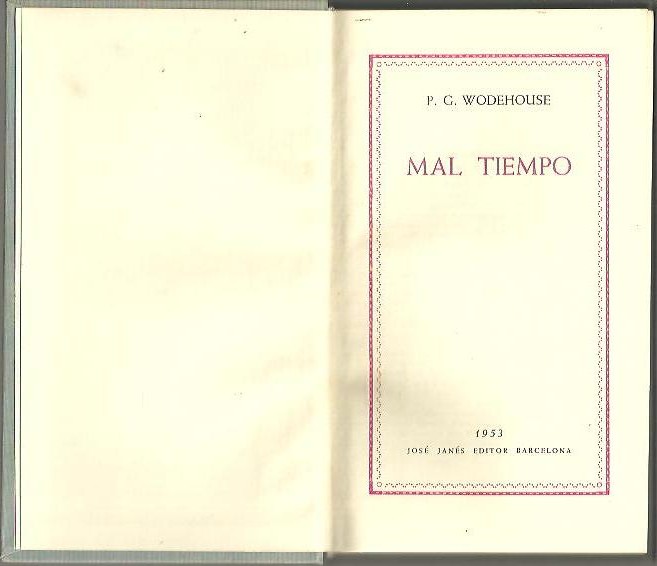 P. G. WODEHOUSE
MAL TIEMPO
1953
JOSÉ JANÉS EDITOR BARCELONA